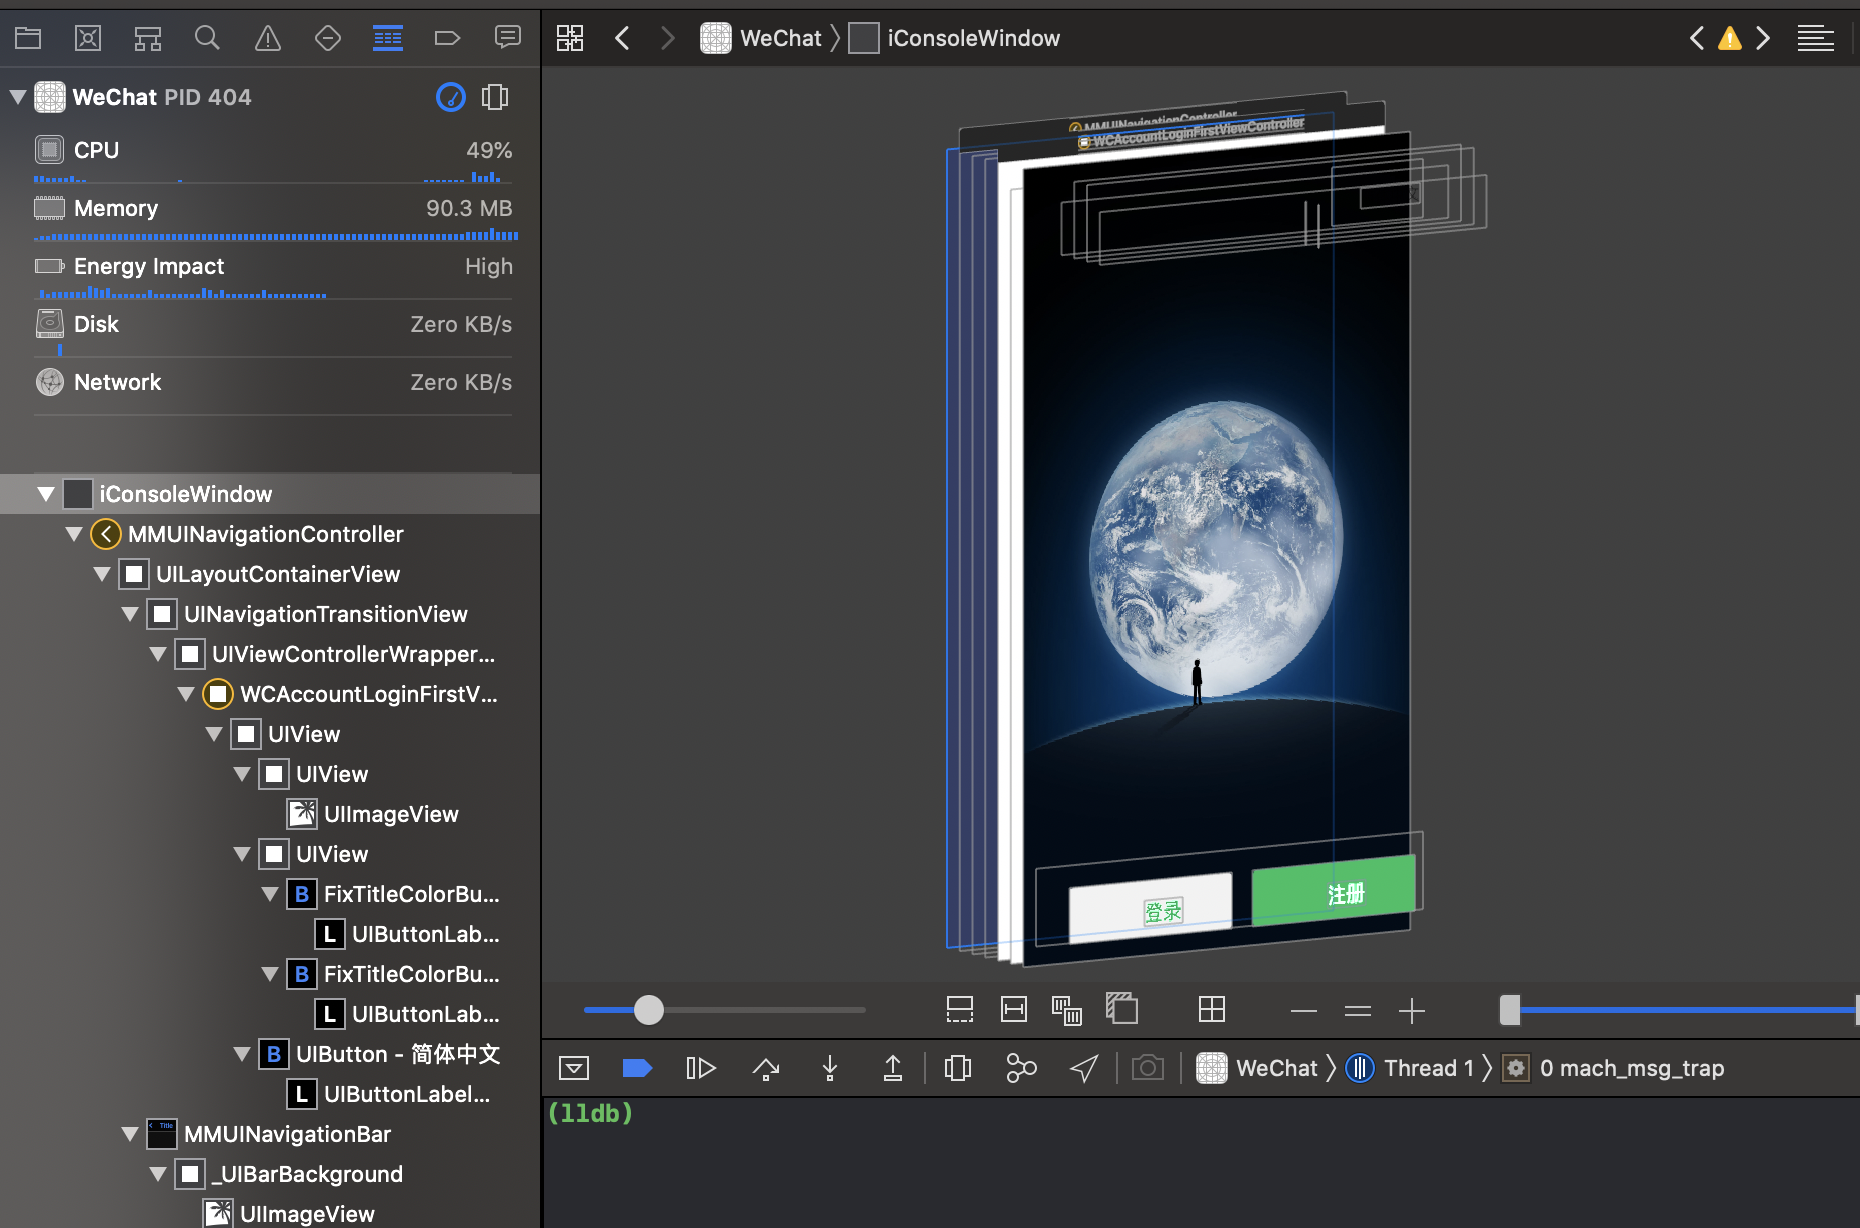 WeChat PID 404
CPU 49%
Memory 90.3 MB
Energy Impact High
Disk Zero KB/s
Network Zero KB/s
iConsoleWindow
MMUINavigationController
UILayoutContainerView
UINavigationTransitionView
UIViewControllerWrapper...
WCAccountLoginFirstV...
UIView
UIView
UIImageView
UIView
B FixTitleColorBu...
L UIButtonLab...
B FixTitleColorBu...
L UIButtonLab...
B UIButton - 简体中文
L UIButtonLabel...
Title MMUINavigationBar
_UIBarBackground
UIImageView
WeChat iConsoleWindow
MMUINavigationController
WCAccountLoginFirstViewController
登录
注册
WeChat Thread 1 0 mach_msg_trap
(lldb)